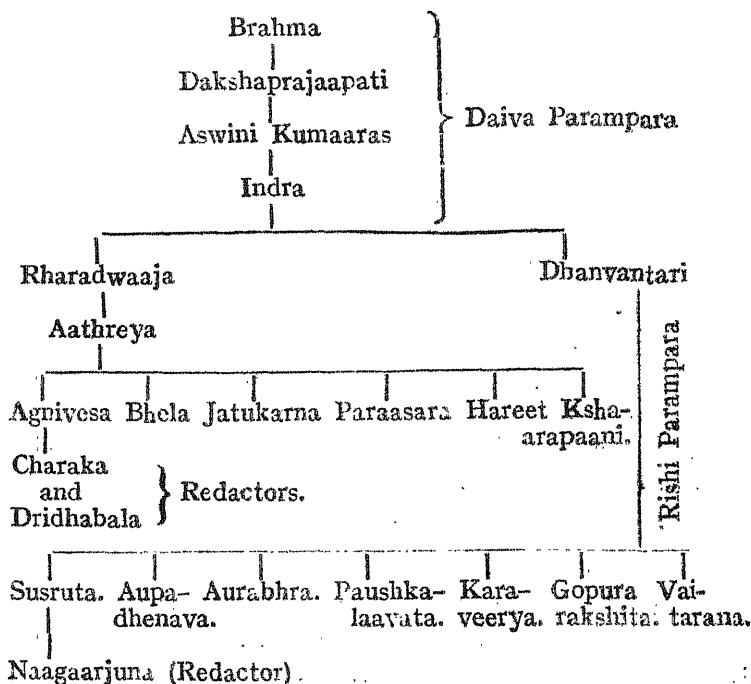 Brahma
Dakshaprajaapati
Aswini Kumaaras
Daiva Parampara
Indra
Rharadwaaja Dhanvantari
Aathreya
Rishi Parampara
Agnivesa Bhela Jatukarna Paraasara Hareet Ksha-
arapaani.
Charaka
and
Dridhabala
Redactors.
Susruta. Aupa- Aurabhra. Paushka- Kara- Gopura Vai-
dhenava. laavata. veerya. rakshita. tarana.
Naagaarjuna (Redactor).